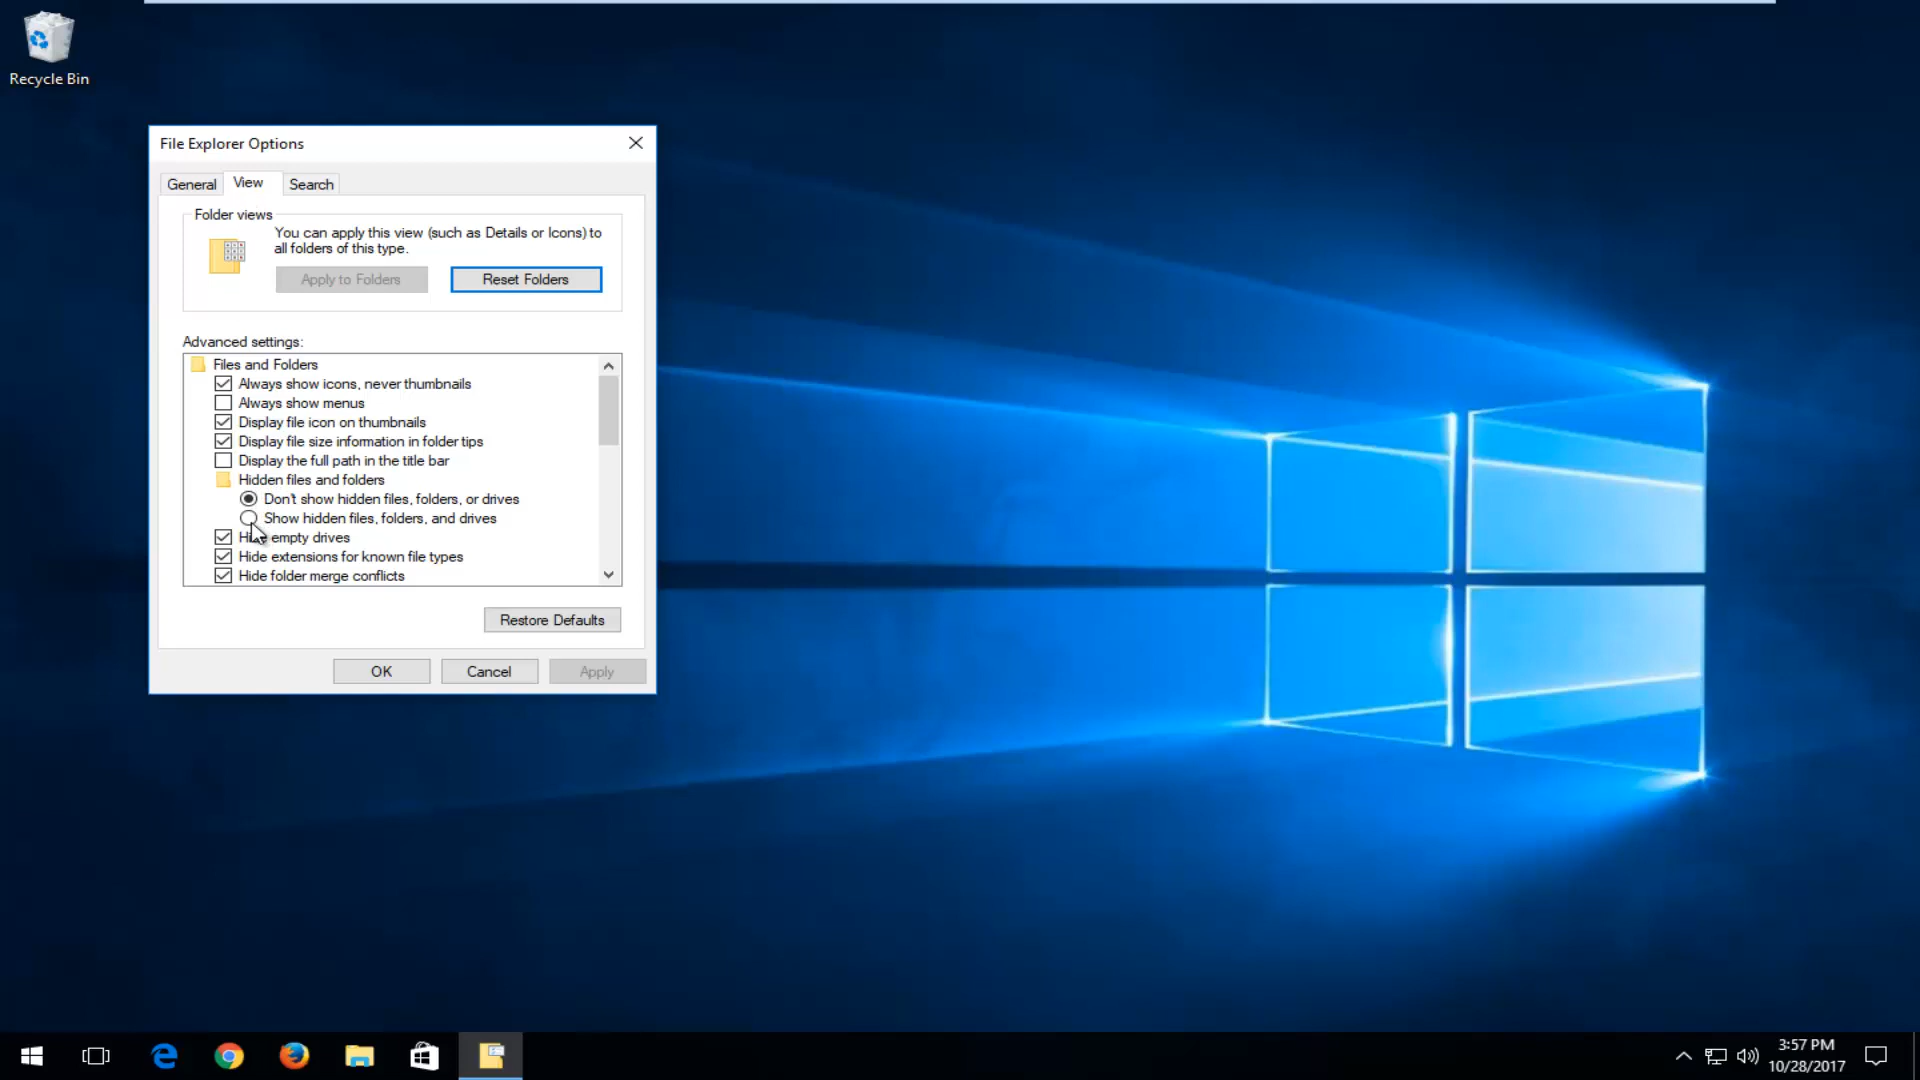 Recycle Bin
File Explorer Options
General View Search
Folder views
You can apply this view (such as Details or Icons) to
all folders of this type.
Apply to Folders Reset Folders
Advanced settings:
Files and Folders
Always show icons, never thumbnails
Always show menus
Display file icon on thumbnails
Display file size information in folder tips
Display the full path in the title bar
Hidden files and folders
Don't show hidden files, folders, or drives
Show hidden files, folders, and drives
Hide empty drives
Hide extensions for known file types
Hide folder merge conflicts
Restore Defaults
OK Cancel Apply
3:57 PM
10/28/2017